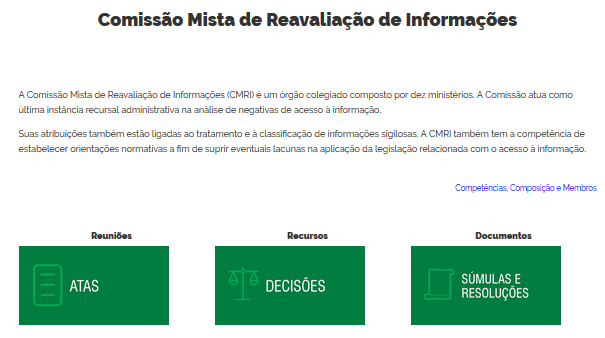 Comissão Mista de Reavaliação de Informações
A Comissão Mista de Reavaliação de Informações (CMRI) é um órgão colegiado composto por dez ministérios. A Comissão atua como
última instância recursal administrativa na análise de negativas de acesso à informação.
Suas atribuições também estão ligadas ao tratamento e à classificação de informações sigilosas. A CMRI também tem a competência de
estabelecer orientações normativas a fim de suprir eventuais lacunas na aplicação da legislação relacionada com o acesso à informação.
Competências, Composição e Membros
Reuniões
ATAS
Recursos
DECISÕES
Documentos
SÚMULAS E
RESOLUÇÕES